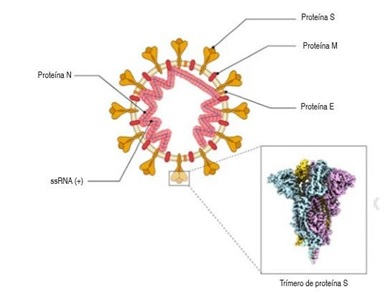 Proteína S
Proteína M
Proteína N
Proteína E
ssRNA (+)
Trímero de proteína S